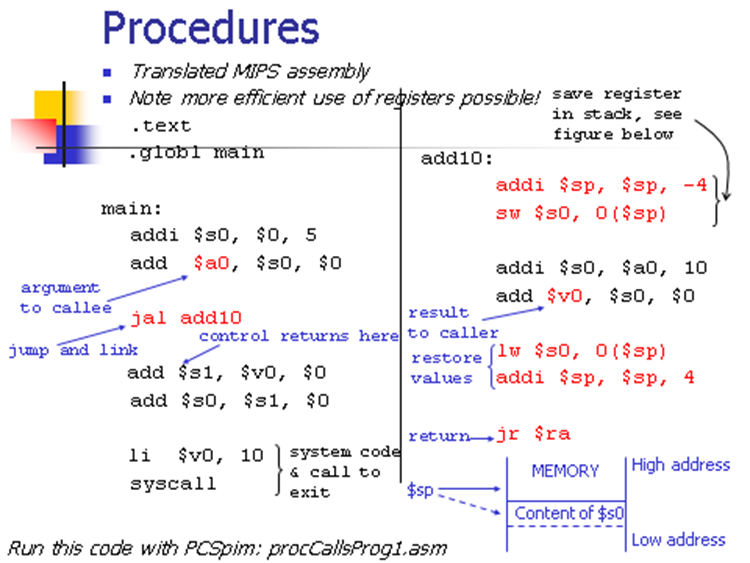 Procedures
Translated MIPS assembly
Note more efficient use of registers possible!
.text
.globl main
main:
addi $s0, $0, 5
add $a0, $s0, $0
argument
to callee
jal add10
jump and link
control returns here
add $s1, $v0, $0
add $s0, $s1, $0
li $v0, 10
syscall
system code
& call to
exit
save register
in stack, see
figure below
add10:
addi $sp, $sp, -4
sw $s0, 0($sp)
addi $s0, $a0, 10
add $v0, $s0, $0
result
to caller
restore
values
lw $s0, 0($sp)
addi $sp, $sp, 4
return
jr $ra
MEMORY
High address
$sp
Content of $s0
Low address
Run this code with PCSpim: procCallsProg1.asm